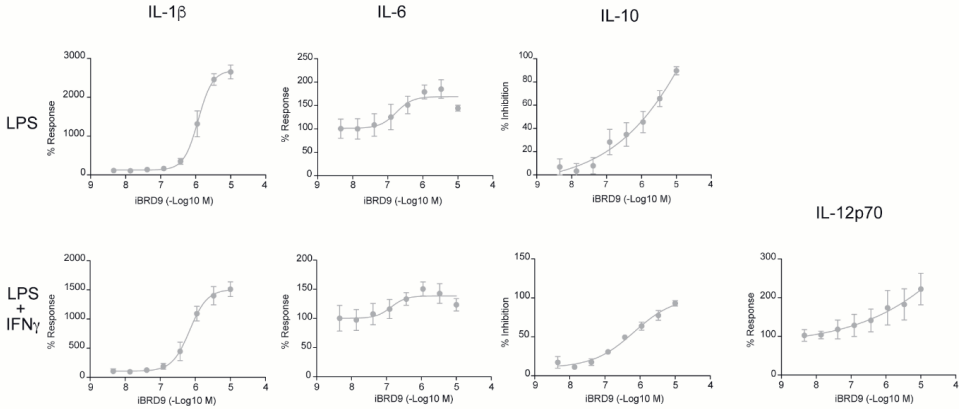 IL-1β
IL-6
IL-10
LPS
% Response
3000
2000
1000
0
9 8 7 6 5 4
iBRD9 (-Log10 M)
% Response
250
200
150
100
50
0
9 8 7 6 5 4
iBRD9 (-Log10 M)
% Inhibition
100
80
60
40
20
0
9 8 7 6 5 4
iBRD9 (-Log10 M)
IL-12p70
LPS
+
IFNγ
% Response
2000
1500
1000
500
0
9 8 7 6 5 4
iBRD9 (-Log10 M)
% Response
200
150
100
50
0
9 8 7 6 5 4
iBRD9 (-Log10 M)
% Inhibition
150
100
50
0
9 8 7 6 5 4
iBRD9 (-Log10 M)
% Response
300
200
100
0
9 8 7 6 5 4
iBRD9 (-Log10 M)